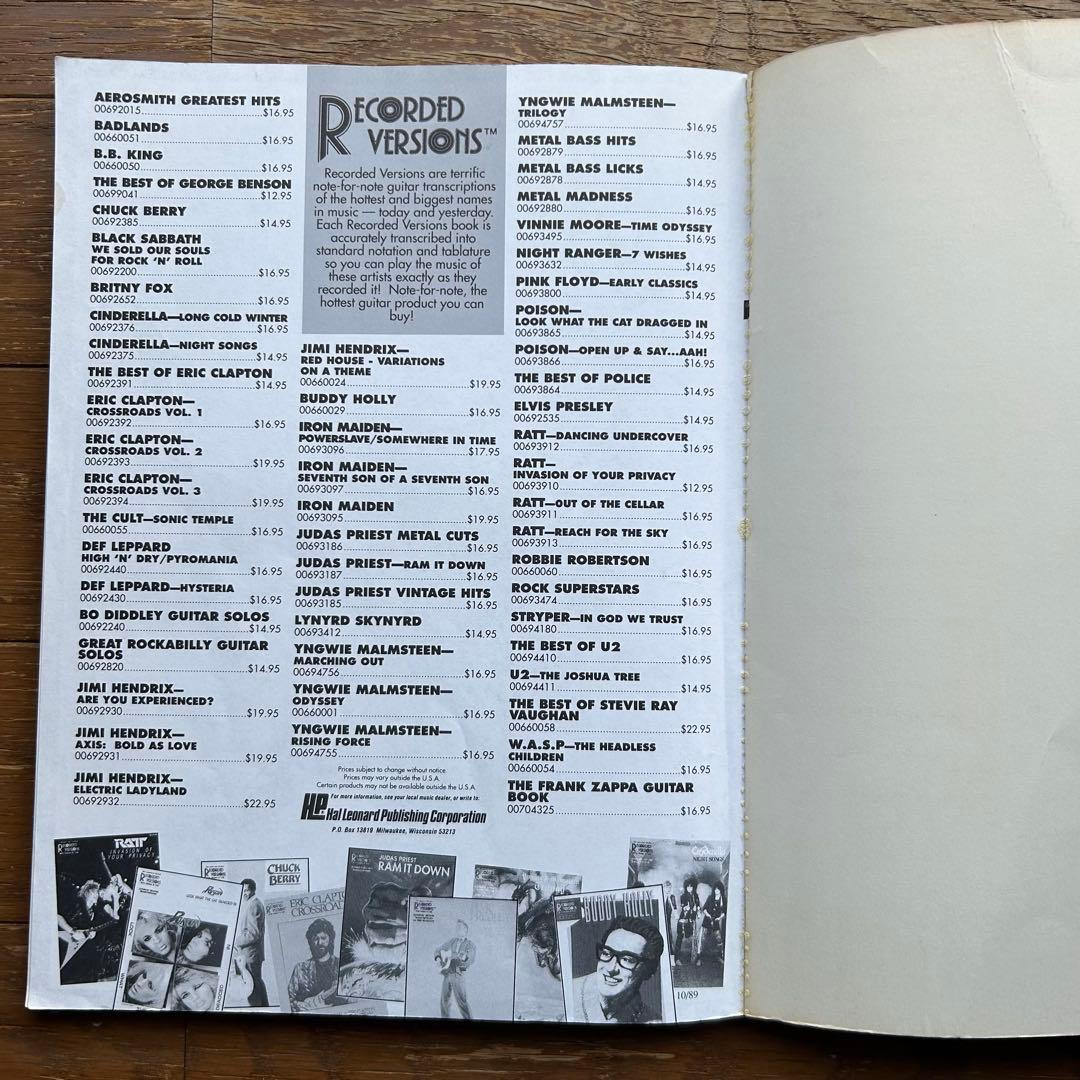 AEROSMITH GREATEST HITS
00692015...$16.95
BADLANDS
00660051...$16.95
B.B. KING
00660050...$16.95
THE BEST OF GEORGE BENSON
00699041...$12.95
CHUCK BERRY
00692385...$14.95
BLACK SABBATH
WE SOLD OUR SOULS
FOR ROCK 'N' ROLL
00692200...$16.95
BRITNY FOX
00692652...$16.95
CINDERELLA—LONG COLD WINTER
00692376...$16.95
CINDERELLA—NIGHT SONGS
00692375...$14.95
THE BEST OF ERIC CLAPTON
00692391...$14.95
ERIC CLAPTON—
CROSSROADS VOL. 1
00692392...$16.95
ERIC CLAPTON—
CROSSROADS VOL. 2
00692393...$19.95
ERIC CLAPTON—
CROSSROADS VOL. 3
00692394...$19.95
THE CULT—SONIC TEMPLE
00660055...$16.95
DEF LEPPARD
HIGH 'N' DRY/PYROMANIA
00692440...$16.95
DEF LEPPARD—HYSTERIA
00692430...$16.95
BO DIDDLEY GUITAR SOLOS
00692240...$14.95
GREAT ROCKABILLY GUITAR
SOLOS
00692820...$14.95
JIMI HENDRIX—
ARE YOU EXPERIENCED?
00692930...$19.95
JIMI HENDRIX—
AXIS: BOLD AS LOVE
00692931...$19.95
JIMI HENDRIX—
ELECTRIC LADYLAND
00692932...$22.95
RECORDED
VERSIONS™
Recorded Versions are terrific
note-for-note guitar transcriptions
of the hottest and biggest names
in music — today and yesterday.
Each Recorded Versions book is
accurately transcribed into
standard notation and tablature
so you can play the music of
these artists exactly as they
recorded it! Note-for-note, the
hottest guitar product you can
buy!
JIMI HENDRIX—
RED HOUSE - VARIATIONS
ON A THEME
00660024...$19.95
BUDDY HOLLY
00660029...$16.95
IRON MAIDEN—
POWERSLAVE/SOMEWHERE IN TIME
00693096...$17.95
IRON MAIDEN—
SEVENTH SON OF A SEVENTH SON
00693097...$16.95
IRON MAIDEN
00693095...$19.95
JUDAS PRIEST METAL CUTS
00693186...$16.95
JUDAS PRIEST—RAM IT DOWN
00693187...$16.95
JUDAS PRIEST VINTAGE HITS
00693185...$16.95
LYNYRD SKYNYRD
00693412...$14.95
YNGWIE MALMSTEEN—
MARCHING OUT
00694756...$16.95
YNGWIE MALMSTEEN—
ODYSSEY
00660001...$16.95
YNGWIE MALMSTEEN—
RISING FORCE
00694755...$16.95
Prices subject to change without notice.
Prices may vary outside the U.S.A.
Certain products may not be available outside the U.S.A.
For more information, see your local music dealer, or write to:
Hal Leonard Publishing Corporation
P.O. Box 13819 Milwaukee, Wisconsin 53213
YNGWIE MALMSTEEN—
TRILOGY
00694757...$16.95
METAL BASS HITS
00692879...$16.95
METAL BASS LICKS
00692878...$14.95
METAL MADNESS
00692880...$16.95
VINNIE MOORE—TIME ODYSSEY
00693495...$16.95
NIGHT RANGER—7 WISHES
00693632...$14.95
PINK FLOYD—EARLY CLASSICS
00693800...$14.95
POISON—
LOOK WHAT THE CAT DRAGGED IN
00693865...$14.95
POISON—OPEN UP & SAY...AAH!
00693866...$16.95
THE BEST OF POLICE
00693864...$14.95
ELVIS PRESLEY
00692535...$14.95
RATT—DANCING UNDERCOVER
00693912...$16.95
RATT—
INVASION OF YOUR PRIVACY
00693910...$12.95
RATT—OUT OF THE CELLAR
00693911...$16.95
RATT—REACH FOR THE SKY
00693913...$16.95
ROBBIE ROBERTSON
00660060...$16.95
ROCK SUPERSTARS
00693474...$16.95
STRYPER—IN GOD WE TRUST
00694180...$16.95
THE BEST OF U2
00694410...$16.95
U2—THE JOSHUA TREE
00694411...$14.95
THE BEST OF STEVIE RAY
VAUGHAN
00660058...$22.95
W.A.S.P—THE HEADLESS
CHILDREN
00660054...$16.95
THE FRANK ZAPPA GUITAR
BOOK
00704325...$16.95
RATT
INVASION OF
YOUR PRIVACY
POISON
CHUCK
BERRY
ERIC CLAPTON
CROSSROADS
JUDAS PRIEST
RAM IT DOWN
BUDDY HOLLY
Cinderella
NIGHT SONGS
10/89